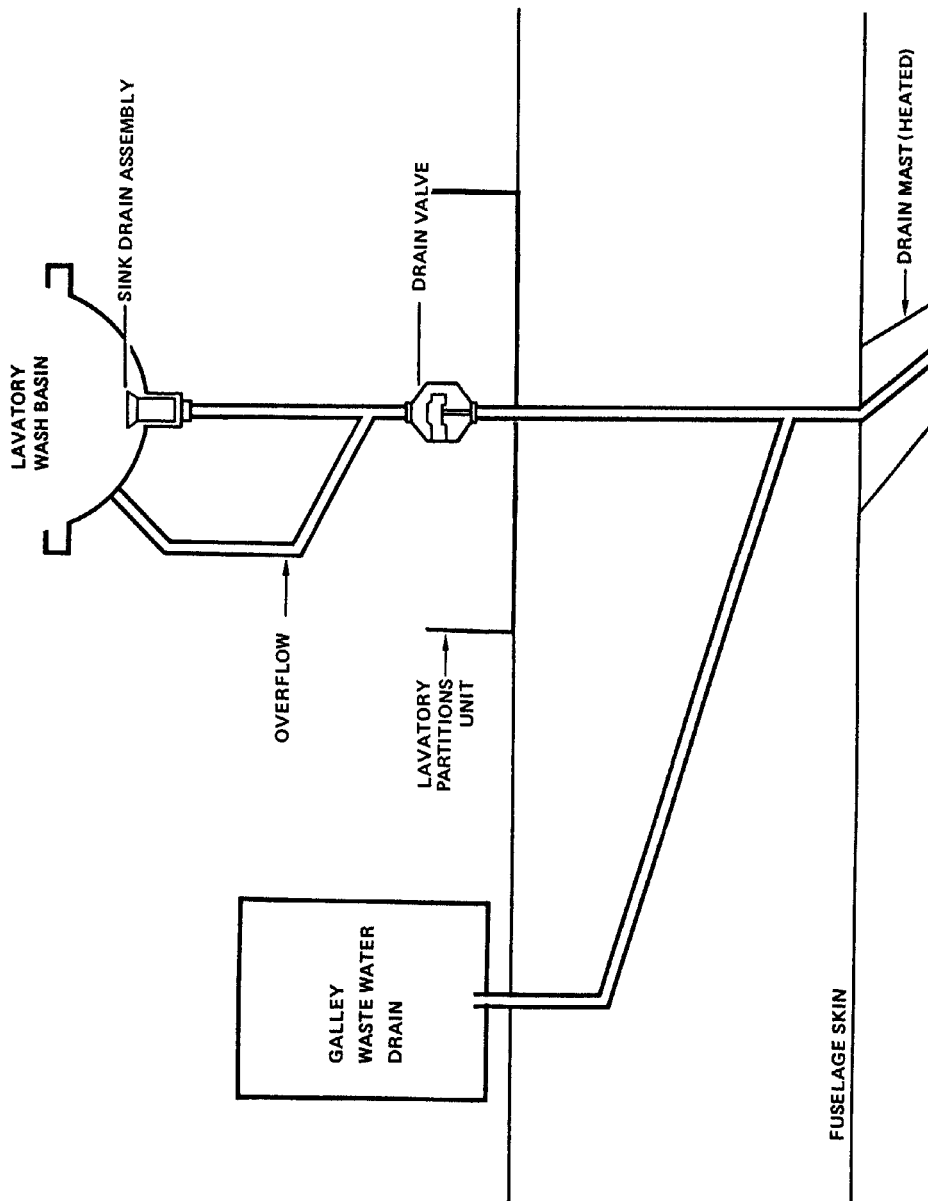 LAVATORY
WASH BASIN
SINK DRAIN ASSEMBLY
OVERFLOW
DRAIN VALVE
LAVATORY
PARTITIONS
UNIT
GALLEY
WASTE WATER
DRAIN
FUSELAGE SKIN
DRAIN MAST (HEATED)